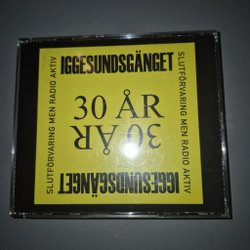 IGGESUNDSGÄNGET
SLUTFÖRVARING MEN RADIO AKTIV
30 ÅR
30 ÅR
SLUTFÖRVARING MEN RADIO AKTIV
IGGESUNDSGÄNGET